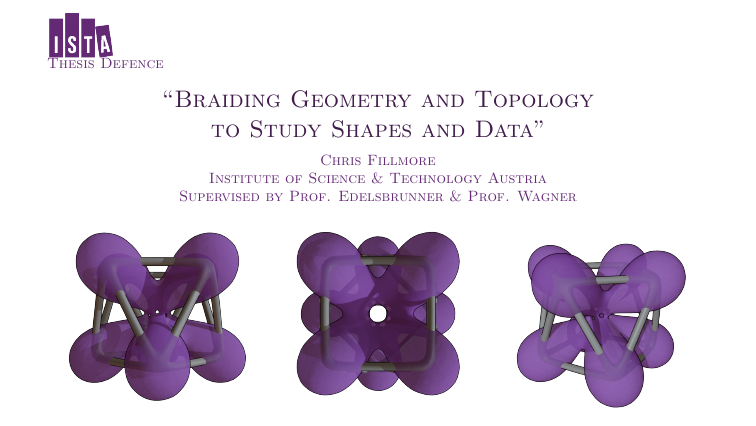 ISTA
Thesis Defence
“Braiding Geometry and Topology
to Study Shapes and Data”
Chris Fillmore
Institute of Science & Technology Austria
Supervised by Prof. Edelsbrunner & Prof. Wagner